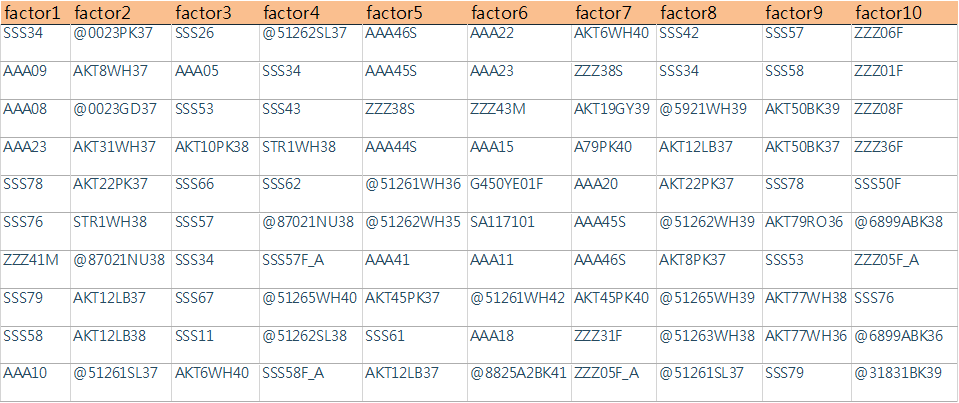 factor1 factor2 factor3 factor4 factor5 factor6 factor7 factor8 factor9 factor10
SSS34 @0023PK37 SSS26 @51262SL37 AAA46S AAA22 AKT6WH40 SSS42 SSS57 ZZZ06F
AAA09 AKT8WH37 AAA05 SSS34 AAA45S AAA23 ZZZ38S SSS34 SSS58 ZZZ01F
AAA08 @0023GD37 SSS53 SSS43 ZZZ38S ZZZ43M AKT19GY39 @5921WH39 AKT50BK39 ZZZ08F
AAA23 AKT31WH37 AKT10PK38 STR1WH38 AAA44S AAA15 A79PK40 AKT12LB37 AKT50BK37 ZZZ36F
SSS78 AKT22PK37 SSS66 SSS62 @51261WH36 G450YE01F AAA20 AKT22PK37 SSS78 SSS50F
SSS76 STR1WH38 SSS57 @87021NU38 @51262WH35 SA117101 AAA45S @51262WH39 AKT79RO36 @6899ABK38
ZZZ41M @87021NU38 SSS34 SSS57F_A AAA41 AAA11 AAA46S AKT8PK37 SSS53 ZZZ05F_A
SSS79 AKT12LB37 SSS67 @51265WH40 AKT45PK37 @51261WH42 AKT45PK40 @51265WH39 AKT77WH38 SSS76
SSS58 AKT12LB38 SSS11 @51262SL38 SSS61 AAA18 ZZZ31F @51263WH38 AKT77WH36 @6899ABK36
AAA10 @51261SL37 AKT6WH40 SSS58F_A AKT12LB37 @8825A2BK41 ZZZ05F_A @51261SL37 SSS79 @31831BK39